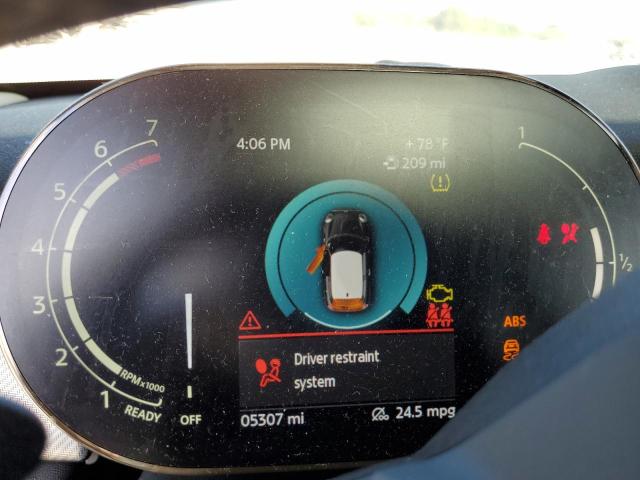 4:06 PM
+ 78 °F
209 mi
7
6
5
4
3
2
1
RPM x1000
READY
OFF
1
1/2
ABS
Driver restraint
system
05307 mi
24.5 mpg